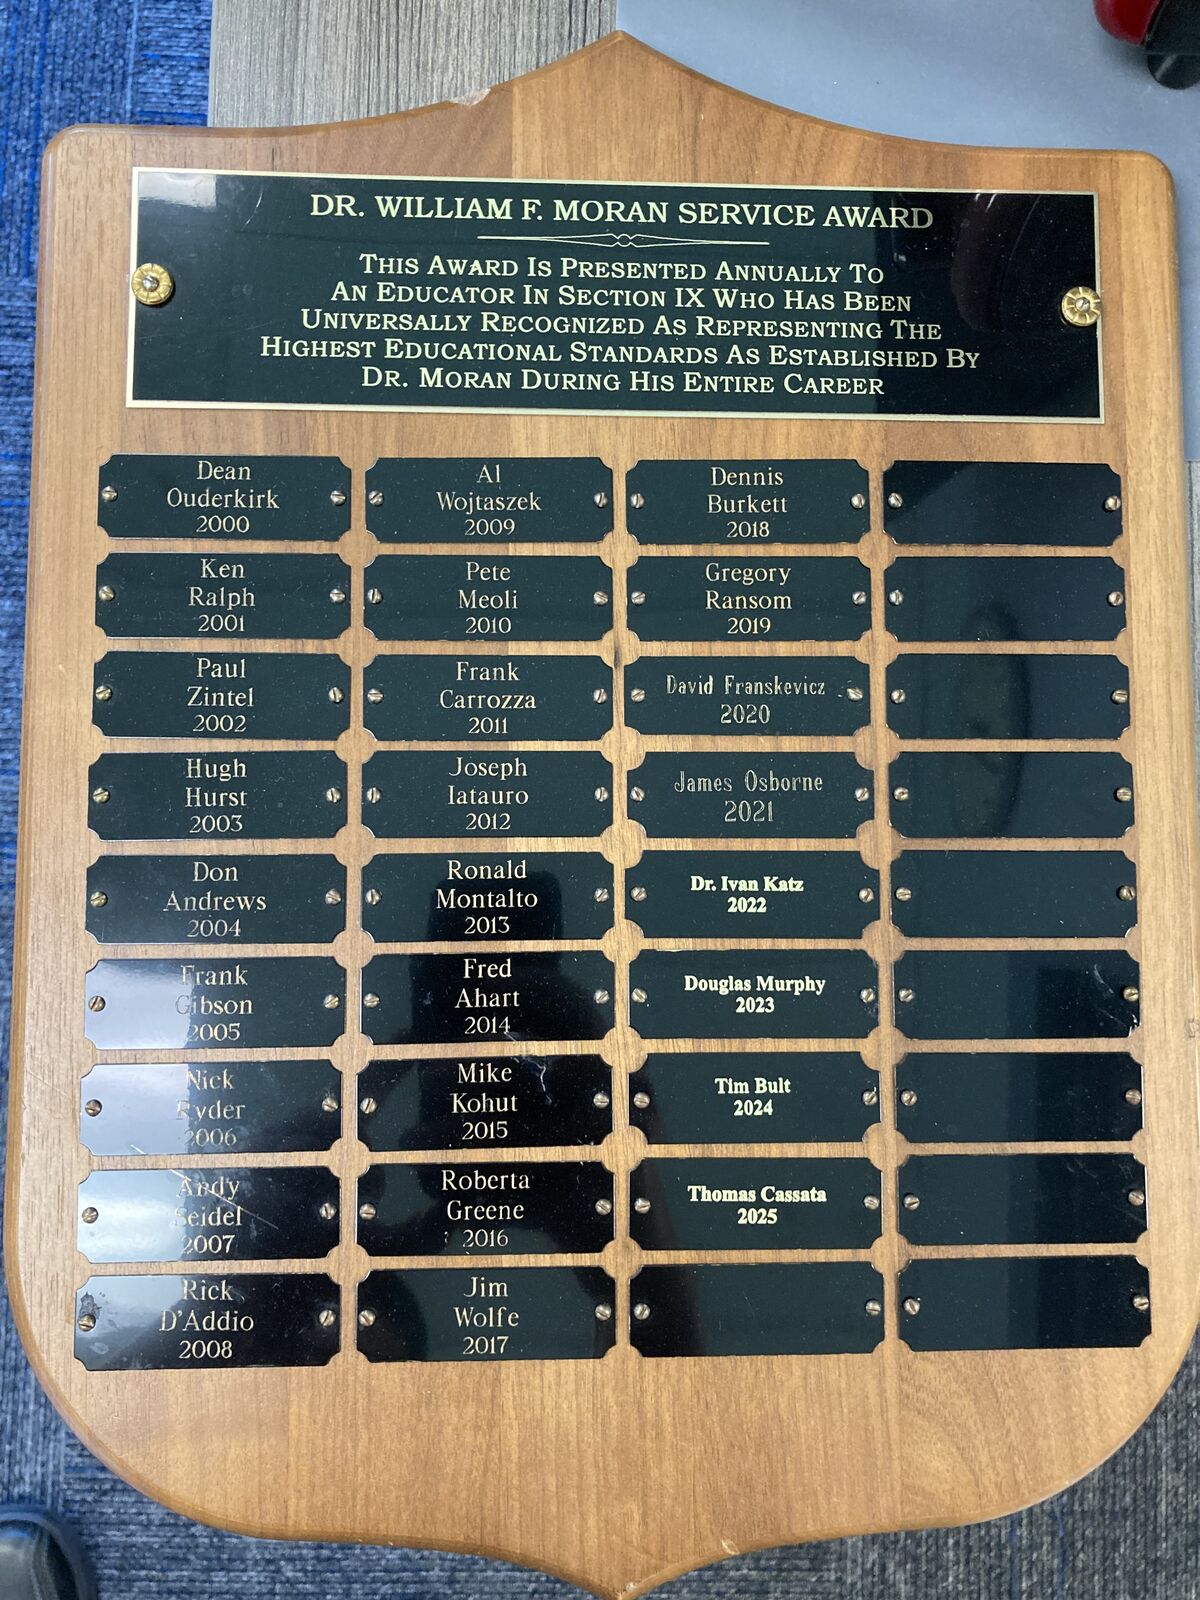 DR. WILLIAM F. MORAN SERVICE AWARD
THIS AWARD IS PRESENTED ANNUALLY TO
AN EDUCATOR IN SECTION IX WHO HAS BEEN
UNIVERSALLY RECOGNIZED AS REPRESENTING THE
HIGHEST EDUCATIONAL STANDARDS AS ESTABLISHED BY
DR. MORAN DURING HIS ENTIRE CAREER
Dean
Ouderkirk
2000
Ken
Ralph
2001
Paul
Zintel
2002
Hugh
Hurst
2003
Don
Andrews
2004
Frank
Gibson
2005
Nick
Ryder
2006
Andy
Seidel
2007
Rick
D'Addio
2008
Al
Wojtaszek
2009
Pete
Meoli
2010
Frank
Carrozza
2011
Joseph
Iatauro
2012
Ronald
Montalto
2013
Fred
Ahart
2014
Mike
Kohut
2015
Roberta
Greene
2016
Jim
Wolfe
2017
Dennis
Burkett
2018
Gregory
Ransom
2019
David Franskevicz
2020
James Osborne
2021
Dr. Ivan Katz
2022
Douglas Murphy
2023
Tim Bult
2024
Thomas Cassata
2025